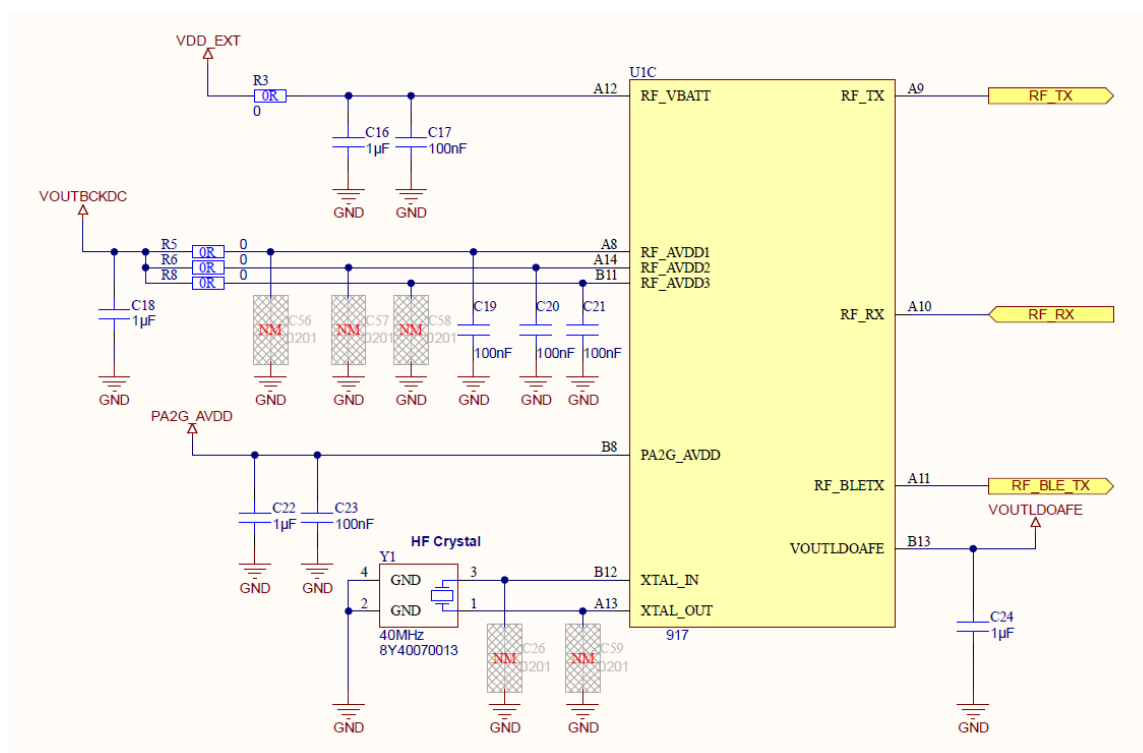 VDD_EXT
R3
0R
0
C16
1µF
GND
C17
100nF
GND
U1C
A12 RF_VBATT
RF_TX A9 RF_TX
VOUTBCKDC
R5 0R 0
R6 0R 0
R8 0R 0
A8 RF_AVDD1
A14 RF_AVDD2
B11 RF_AVDD3
RF_RX A10 RF_RX
C18
1µF
GND
NM C56
0201
GND
NM C57
0201
GND
NM C58
0201
GND
C19
100nF
GND
C20
100nF
GND
C21
100nF
GND
PA2G_AVDD
B8 PA2G_AVDD
C22
1µF
GND
C23
100nF
GND
RF_BLETX A11 RF_BLE_TX
VOUTLDOAFE
VOUTLDOAFE B13
C24
1µF
GND
HF Crystal
Y1
4 GND 3
2 GND 1
40MHz
8Y40070013
GND
B12 XTAL_IN
A13 XTAL_OUT
917
NM C26
0201
GND
NM C59
0201
GND